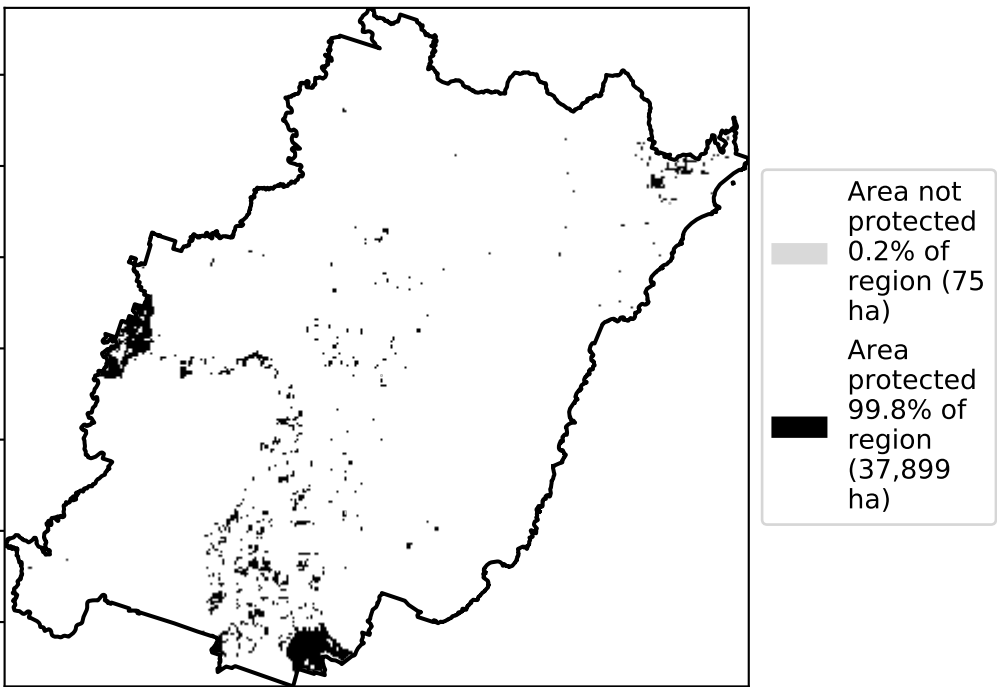 Area not
protected
0.2% of
region (75
ha)
Area
protected
99.8% of
region
(37,899
ha)